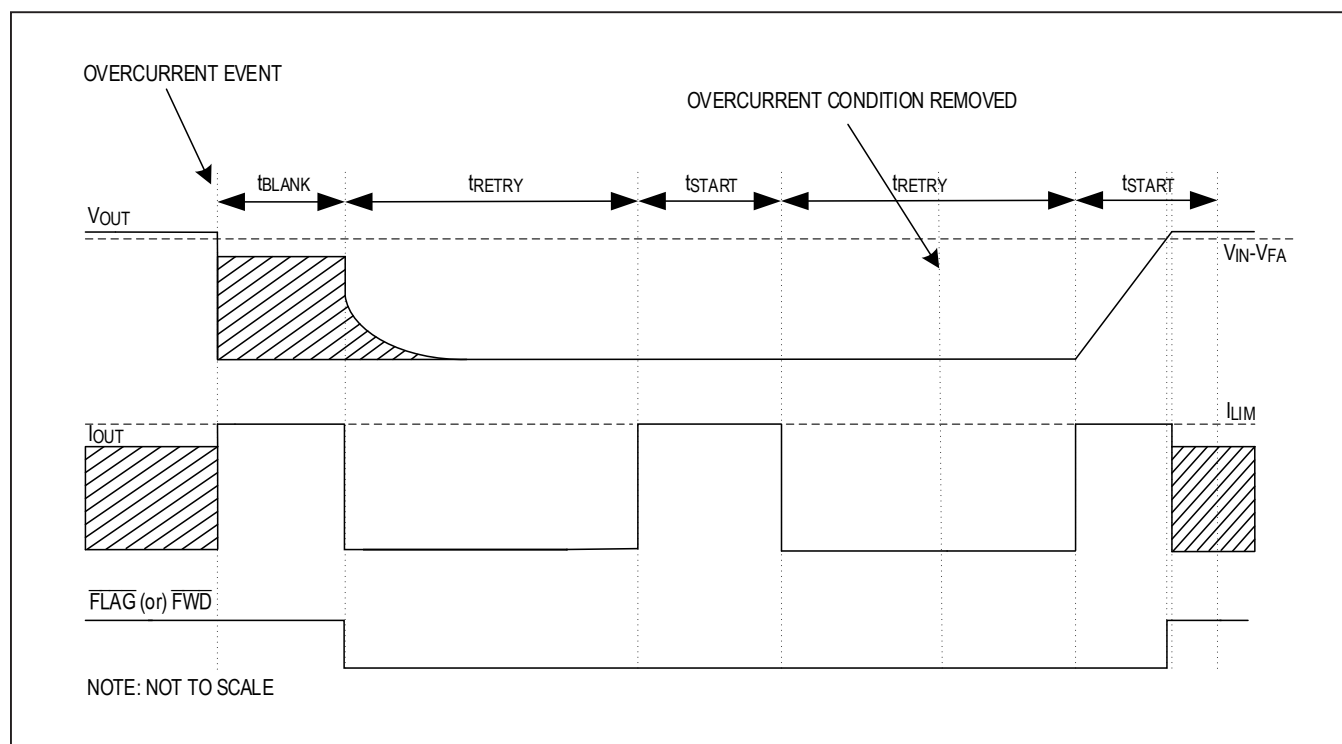 OVERCURRENT EVENT
OVERCURRENT CONDITION REMOVED
tBLANK
tRETRY
tSTART
tRETRY
tSTART
VOUT
VIN-VFA
ILIM
IOUT
FLAG (or) FWD
NOTE: NOT TO SCALE